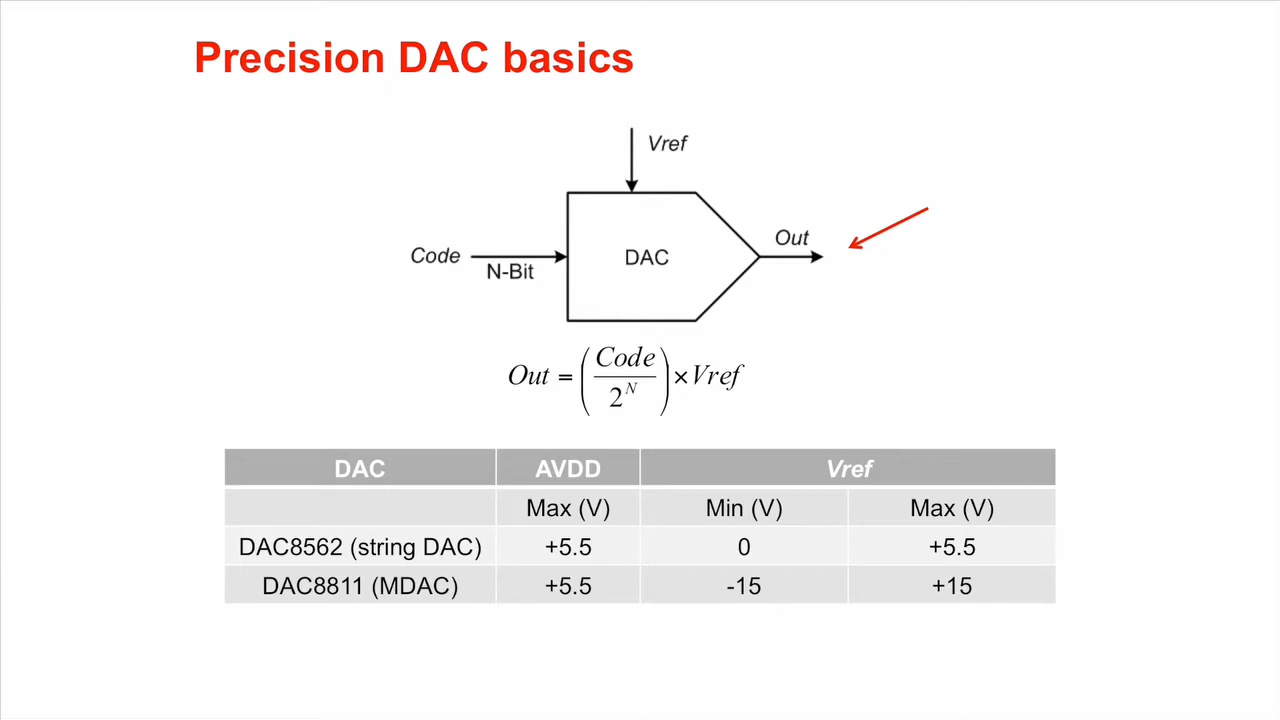 Precision DAC basics
Vref
Code
N-Bit
DAC
Out
Out = (Code / 2^N) × Vref
DAC AVDD Vref
Max (V) Min (V) Max (V)
DAC8562 (string DAC) +5.5 0 +5.5
DAC8811 (MDAC) +5.5 -15 +15